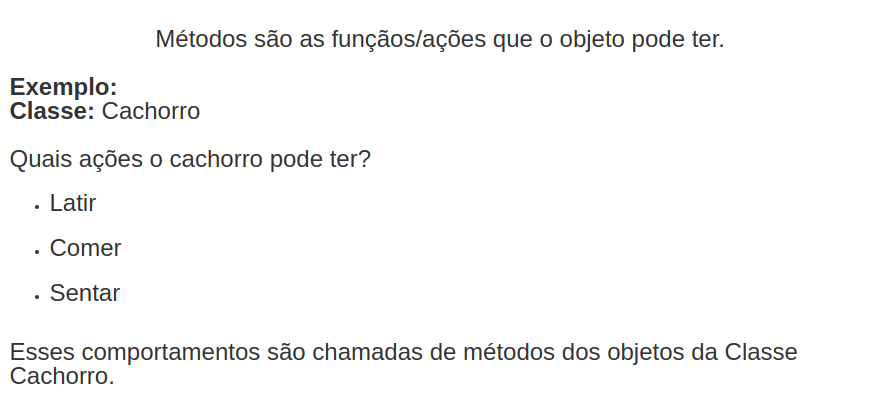 Métodos são as funçãos/ações que o objeto pode ter.
Exemplo:
Classe: Cachorro
Quais ações o cachorro pode ter?
• Latir
• Comer
• Sentar
Esses comportamentos são chamadas de métodos dos objetos da Classe
Cachorro.